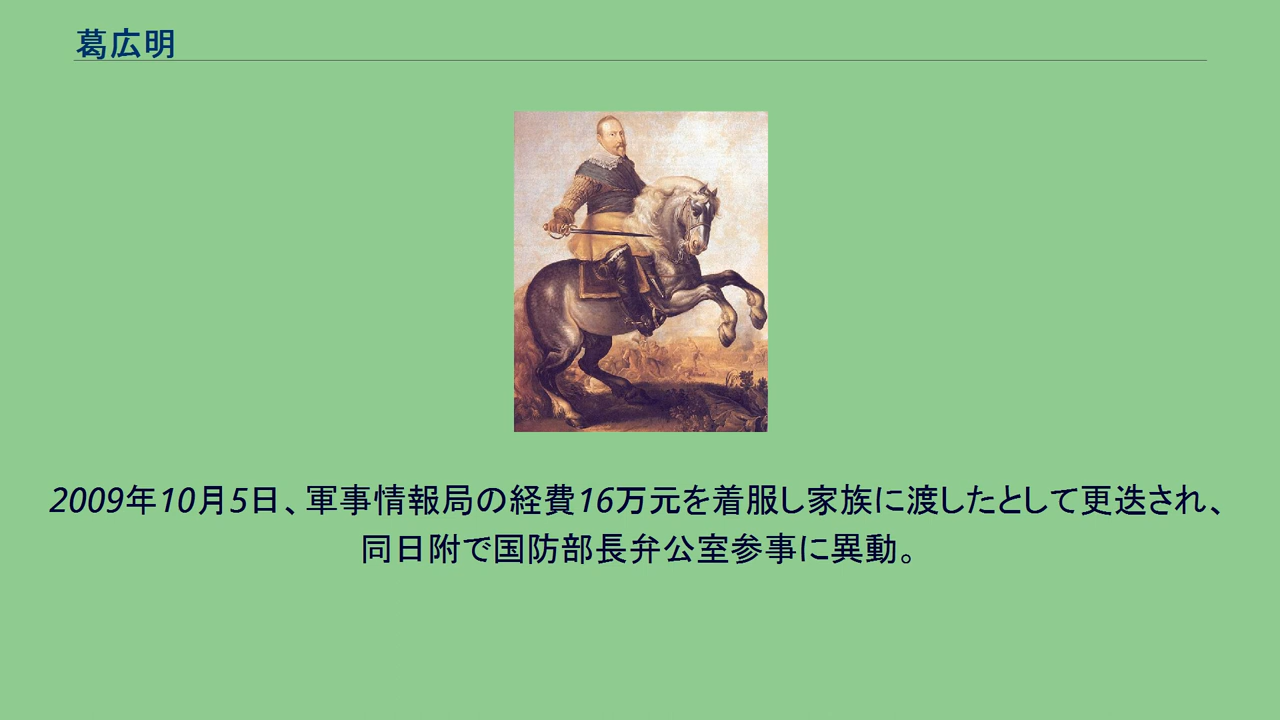 葛広明
2009年10月5日、軍事情報局の経費16万元を着服し家族に渡したとして更迭され、
同日附で国防部長弁公室参事に異動。